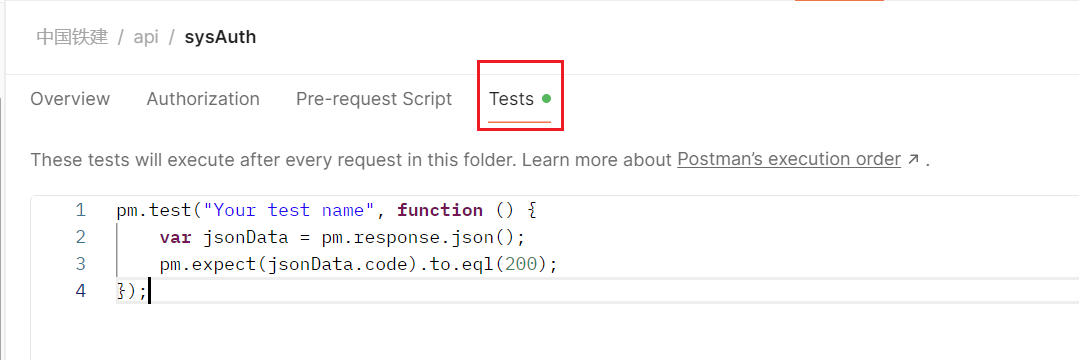 中国铁建 / api / sysAuth
Overview Authorization Pre-request Script Tests
These tests will execute after every request in this folder. Learn more about Postman's execution order ↗ .
1 pm.test("Your test name", function () {
2     var jsonData = pm.response.json();
3     pm.expect(jsonData.code).to.eql(200);
4 });